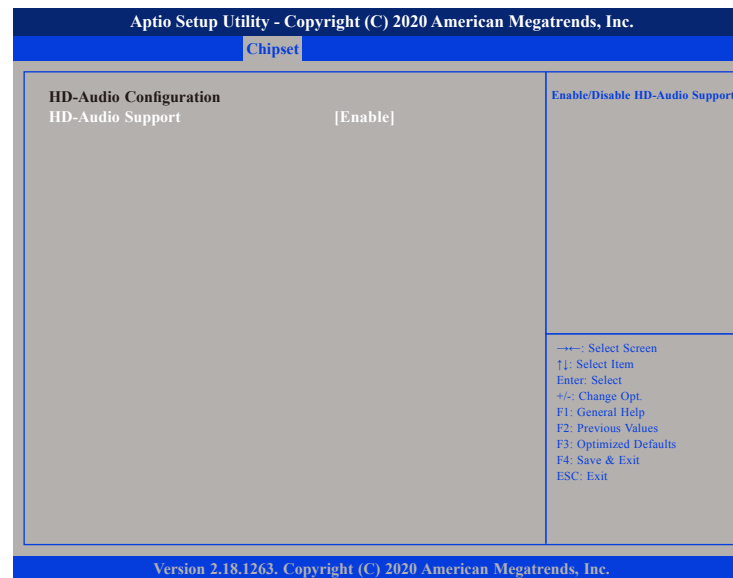 Aptio Setup Utility - Copyright (C) 2020 American Megatrends, Inc.
Chipset
HD-Audio Configuration
HD-Audio Support [Enable]
Enable/Disable HD-Audio Support
→←: Select Screen
↑↓: Select Item
Enter: Select
+/-: Change Opt.
F1: General Help
F2: Previous Values
F3: Optimized Defaults
F4: Save & Exit
ESC: Exit
Version 2.18.1263. Copyright (C) 2020 American Megatrends, Inc.